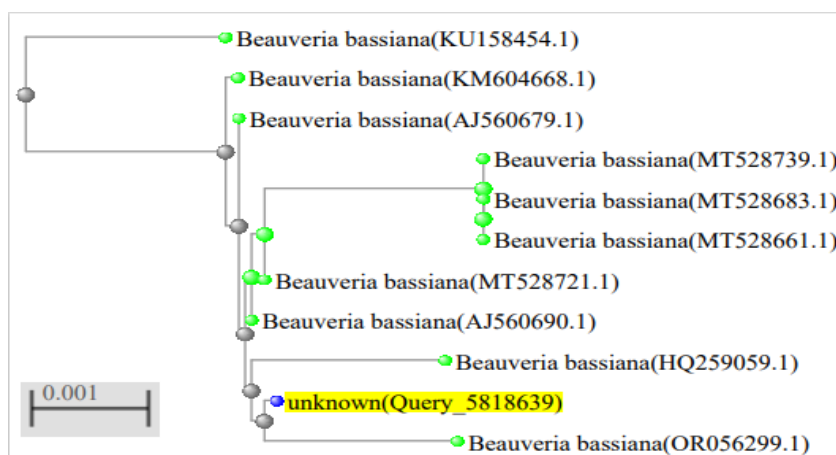 Beauveria bassiana(KU158454.1)
Beauveria bassiana(KM604668.1)
Beauveria bassiana(AJ560679.1)
Beauveria bassiana(MT528739.1)
Beauveria bassiana(MT528683.1)
Beauveria bassiana(MT528661.1)
Beauveria bassiana(MT528721.1)
Beauveria bassiana(AJ560690.1)
Beauveria bassiana(HQ259059.1)
0.001
unknown(Query_5818639)
Beauveria bassiana(OR056299.1)